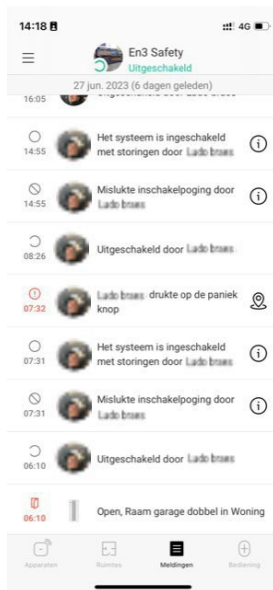 14:18
4G
En3 Safety
Uitgeschakeld
27 jun. 2023 (6 dagen geleden)
16:05
Het systeem is ingeschakeld
14:55
met storingen door
Mislukte inschakelpoging door
14:55
Uitgeschakeld door
08:26
drukte op de paniek
07:32
knop
Het systeem is ingeschakeld
07:31
met storingen door
Mislukte inschakelpoging door
07:31
Uitgeschakeld door
06:10
Open, Raam garage dobbel in Woning
06:10
Apparaten
Ruimtes
Meldingen
Bediening